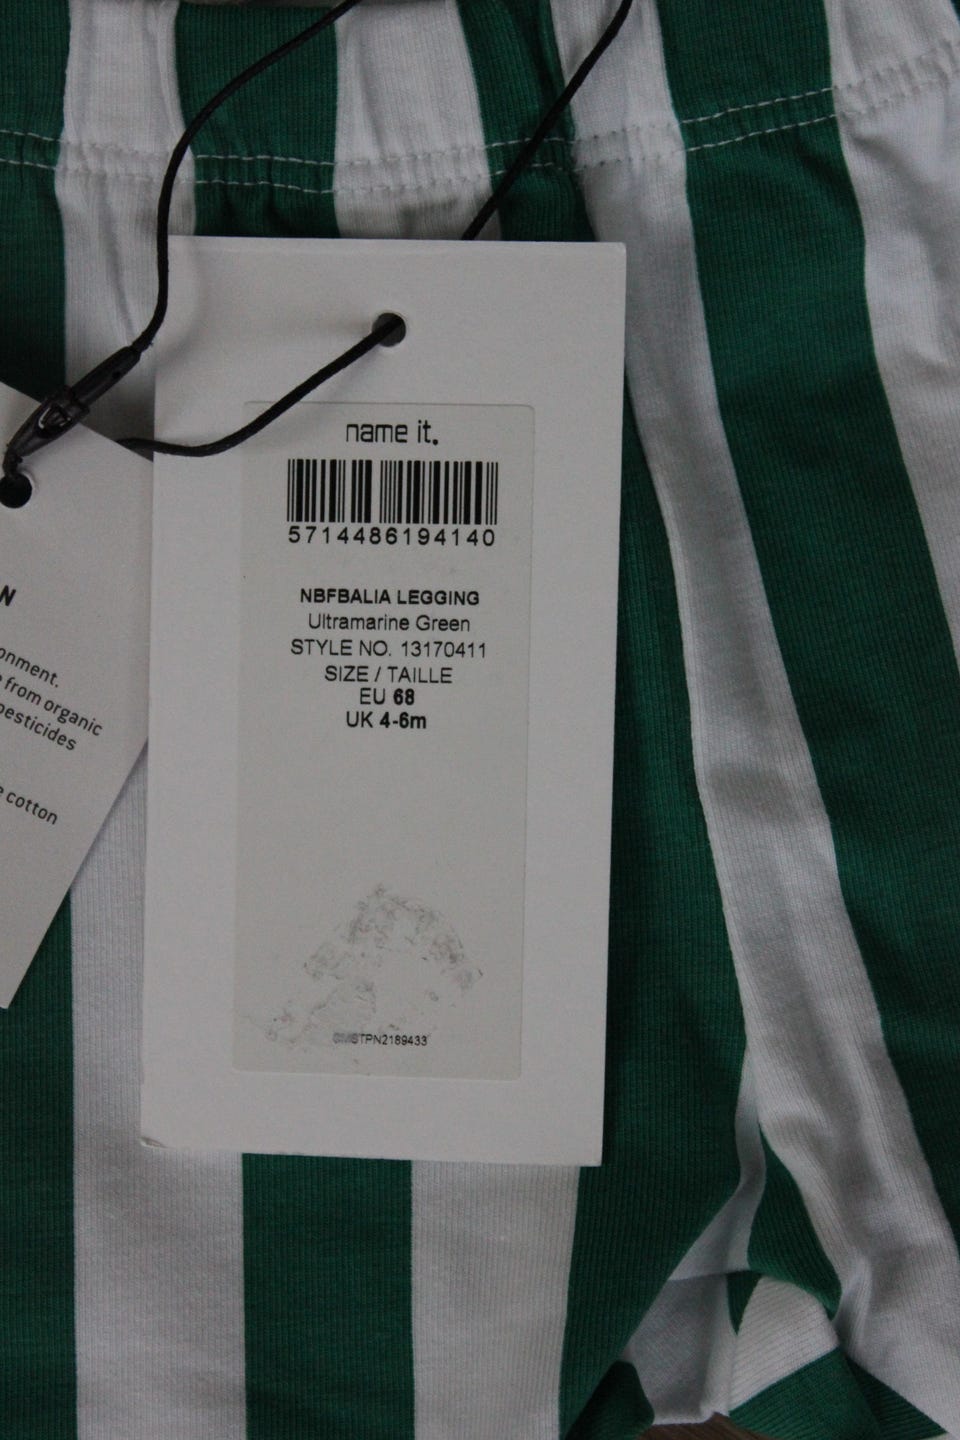 name it.
5714486194140
NBFBALIA LEGGING
Ultramarine Green
STYLE NO. 13170411
SIZE / TAILLE
EU 68
UK 4-6m
TPN2189433
N
onment.
from organic
pesticides
cotton